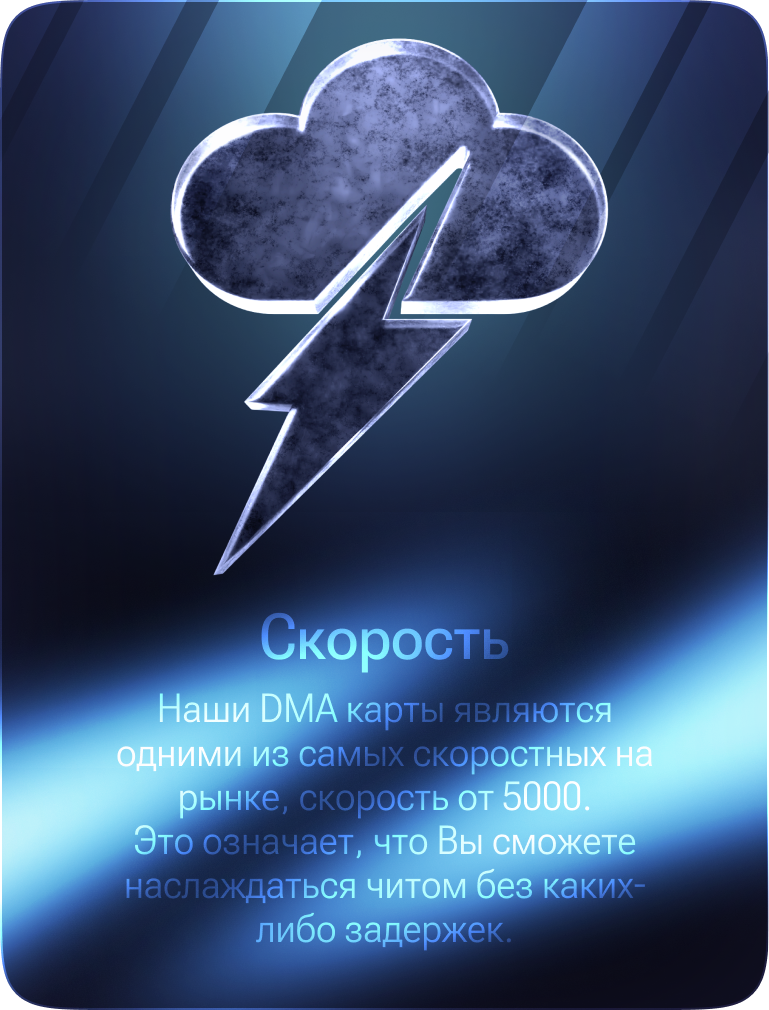 Скорость
Наши DMA карты являются
одними из самых скоростных на
рынке, скорость от 5000.
Это означает, что Вы сможете
наслаждаться читом без каких-
либо задержек.